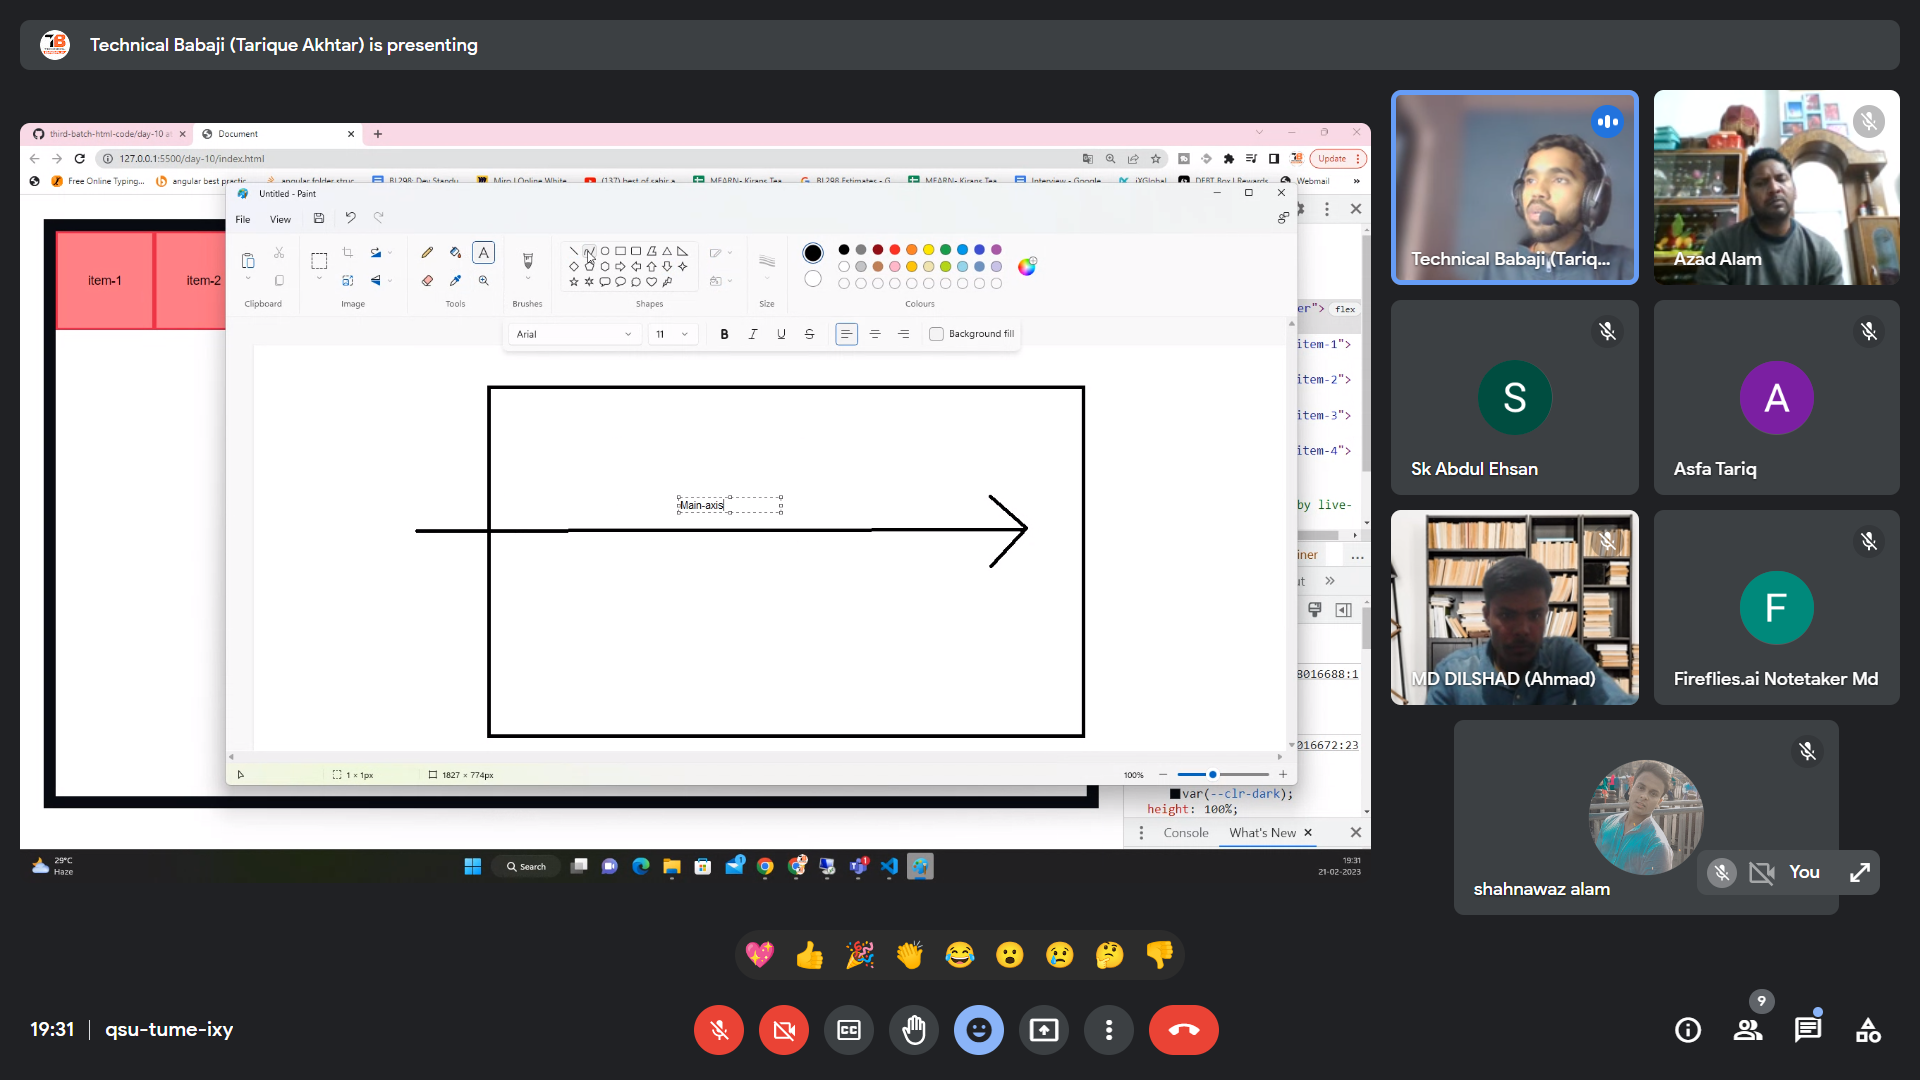 Technical Babaji (Tarique Akhtar) is presenting
third-batch-html-code/day-10 at
Document
127.0.0.1:5500/day-10/index.html
Update
Free Online Typing...
angular best practic
angular folder struc
BL298: Dev Standu
Miro | Online White
(137) best of sahir a
MEARN- Kirans Tea
BL298 Estimates - G
MEARN- Kirans Tea
Interview - Google
iXGlobal
DEBT Box | Rewards
Webmail
Untitled - Paint
File
View
Clipboard
Image
Tools
Brushes
Shapes
Size
Colours
Arial
11
B
I
U
S
Background fill
item-1
item-2
Main-axis
er">
flex
item-1">
item-2">
item-3">
item-4">
by live-
iner
ut
8016688:1
016672:23
1 × 1px
1827 × 774px
100%
var(--clr-dark);
height: 100%;
Console
What's New
29°C
Haze
Search
19:31
21-02-2023
Technical Babaji (Tariq...
Azad Alam
S
Sk Abdul Ehsan
A
Asfa Tariq
MD DILSHAD (Ahmad)
F
Fireflies.ai Notetaker Md
shahnawaz alam
You
19:31
qsu-tume-ixy
9